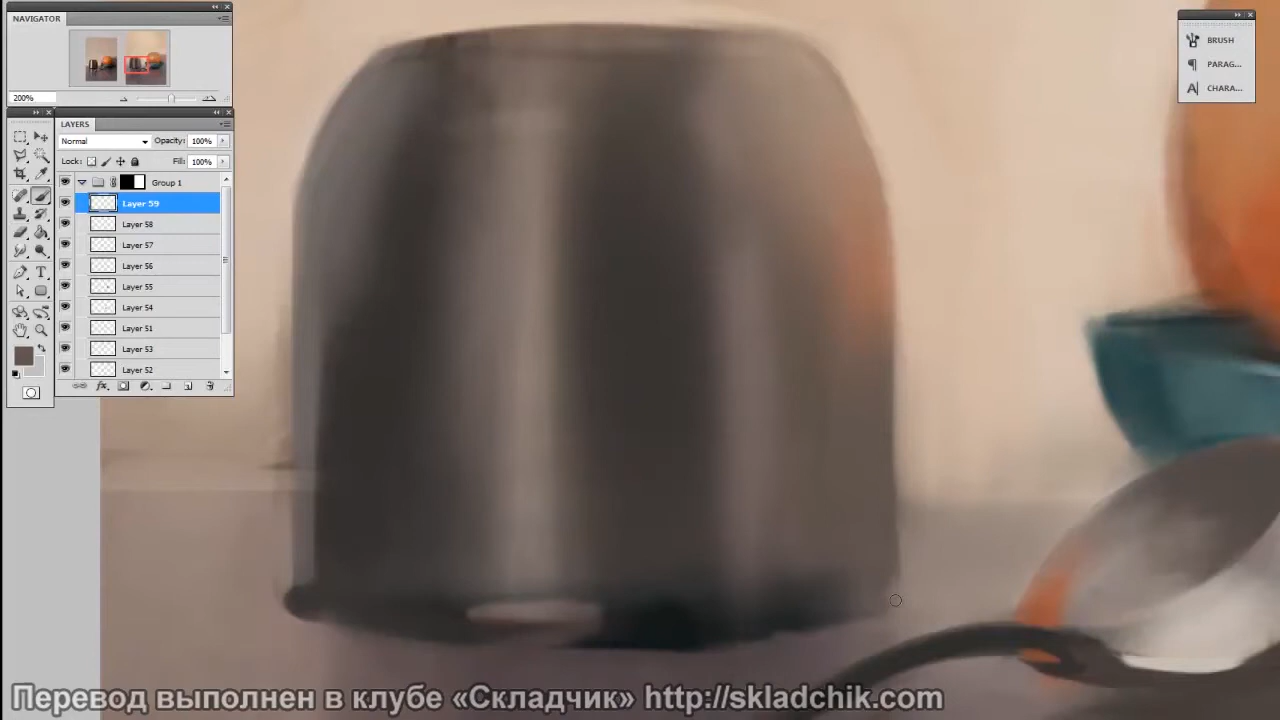 NAVIGATOR
200%
LAYERS
Normal
Opacity: 100%
Lock:
Fill: 100%
Group 1
Layer 59
Layer 58
Layer 57
Layer 56
Layer 55
Layer 54
Layer 51
Layer 53
Layer 52
BRUSH
PARAG...
CHARA...
Перевод выполнен в клубе «Складчик» http://skladchik.com